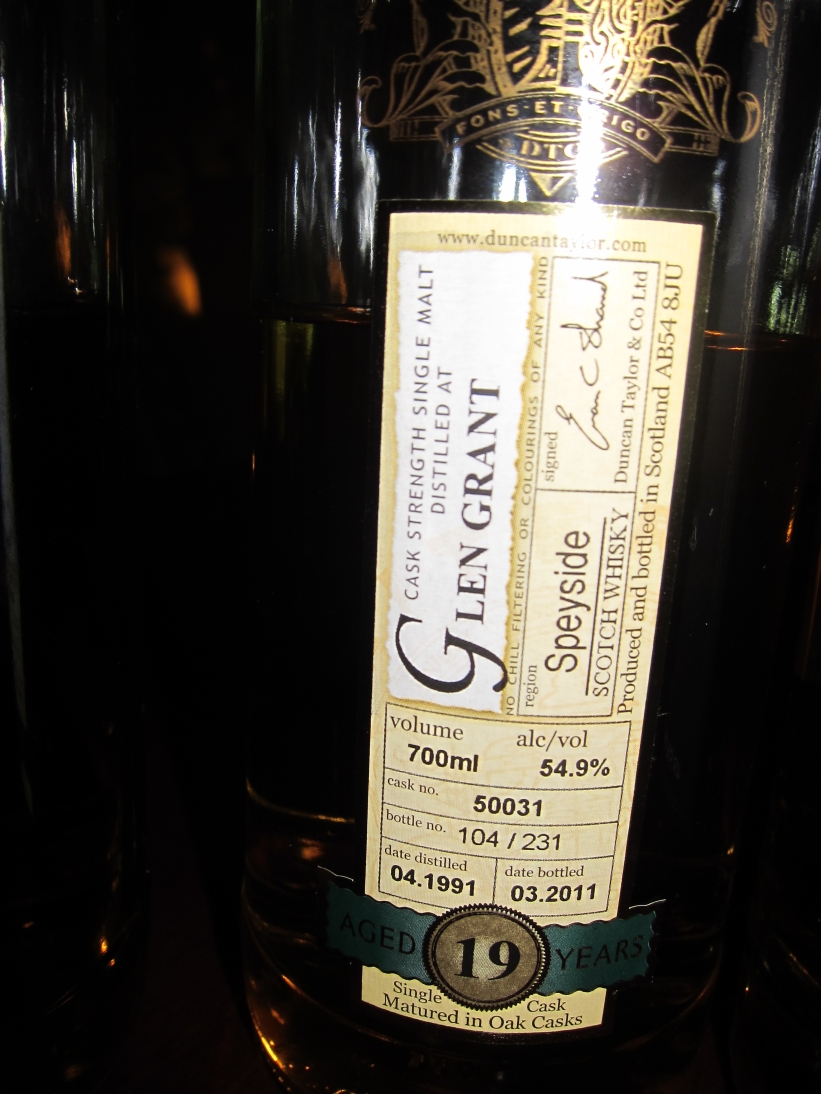 FONS·ET·ORIGO
DTC
www.duncantaylor.com
CASK STRENGTH SINGLE MALT
DISTILLED AT
GLEN GRANT
NO CHILL FILTERING OR COLOURINGS OF ANY KIND
region
Speyside
SCOTCH WHISKY
signed
Euan C Shand
Duncan Taylor & Co Ltd
Produced and bottled in Scotland AB54 8JU
volume
700ml
alc/vol
54.9%
cask no.
50031
bottle no. 104 / 231
date distilled
04.1991
date bottled
03.2011
AGED 19 YEARS
Single Cask
Matured in Oak Casks